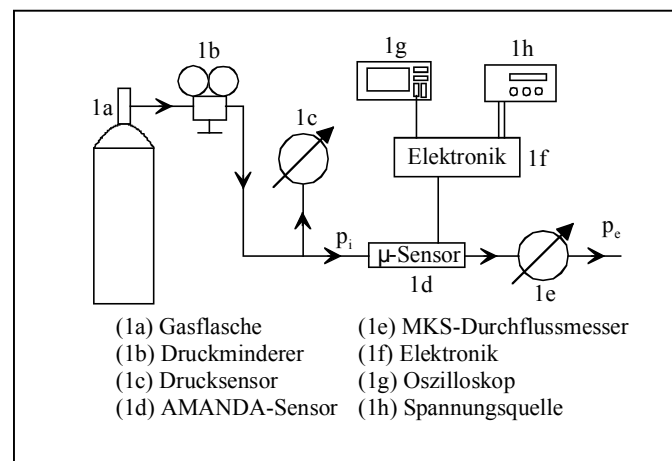 1b
1g
1h
1a
1c
Elektronik
1f
p_i
µ-Sensor
p_e
1d
1e
(1a) Gasflasche
(1b) Druckminderer
(1c) Drucksensor
(1d) AMANDA-Sensor
(1e) MKS-Durchflussmesser
(1f) Elektronik
(1g) Oszilloskop
(1h) Spannungsquelle